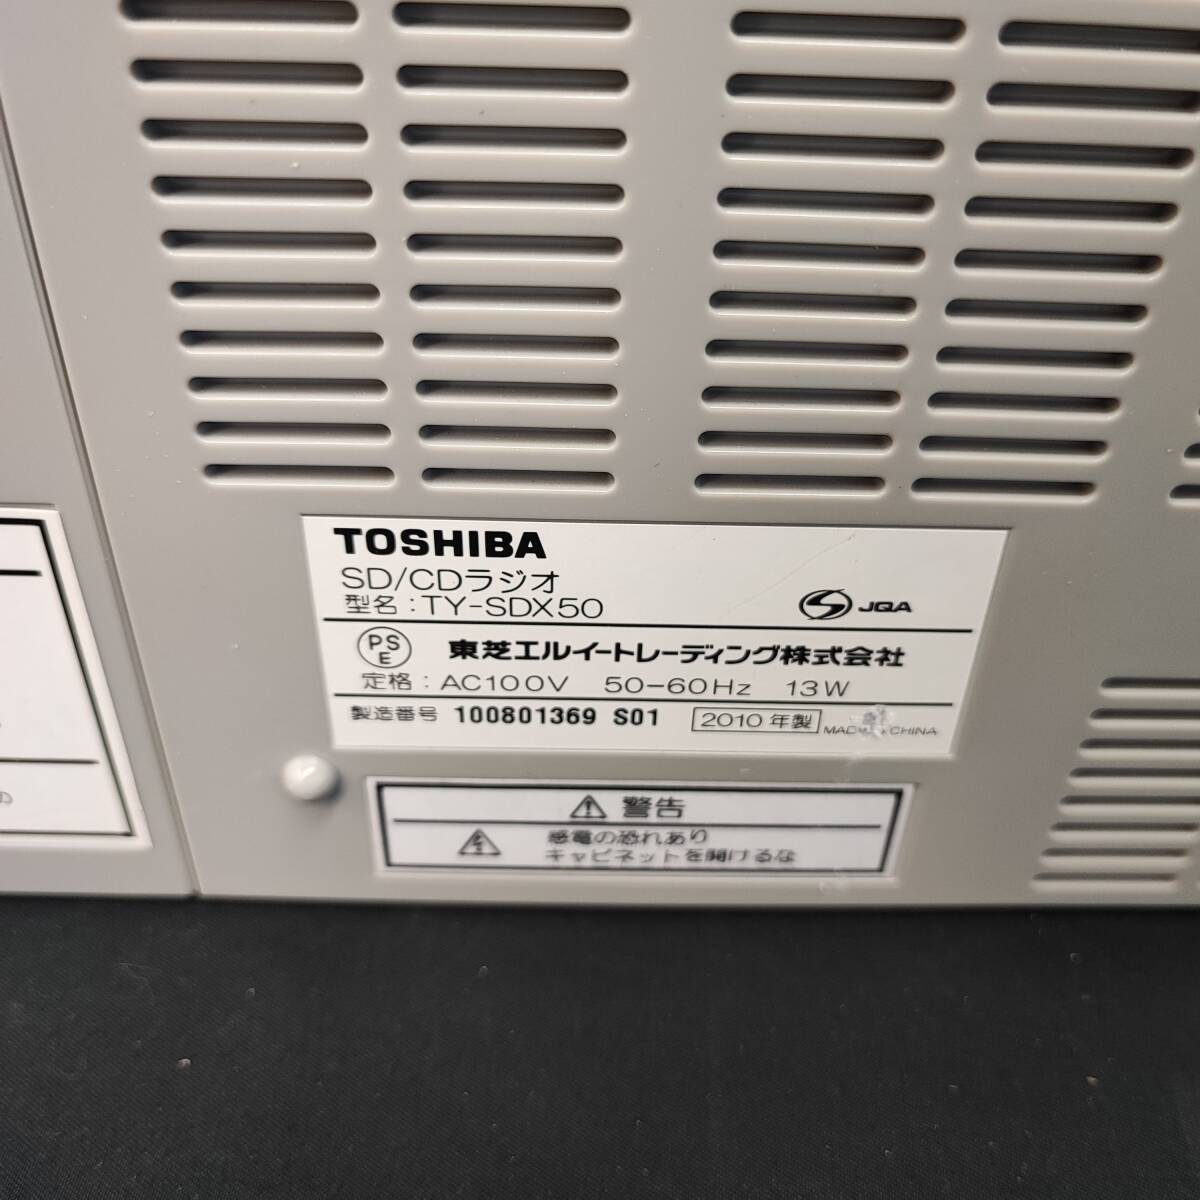 TOSHIBA
SD/CDラジオ
型名:TY-SDX50
JQA
PS
E
東芝エルイートレーディング株式会社
定格:AC100V 50-60Hz 13W
製造番号 100801369 S01 2010年製
MADE CHINA
警告
感電の恐れあり
キャビネットを開けるな
の